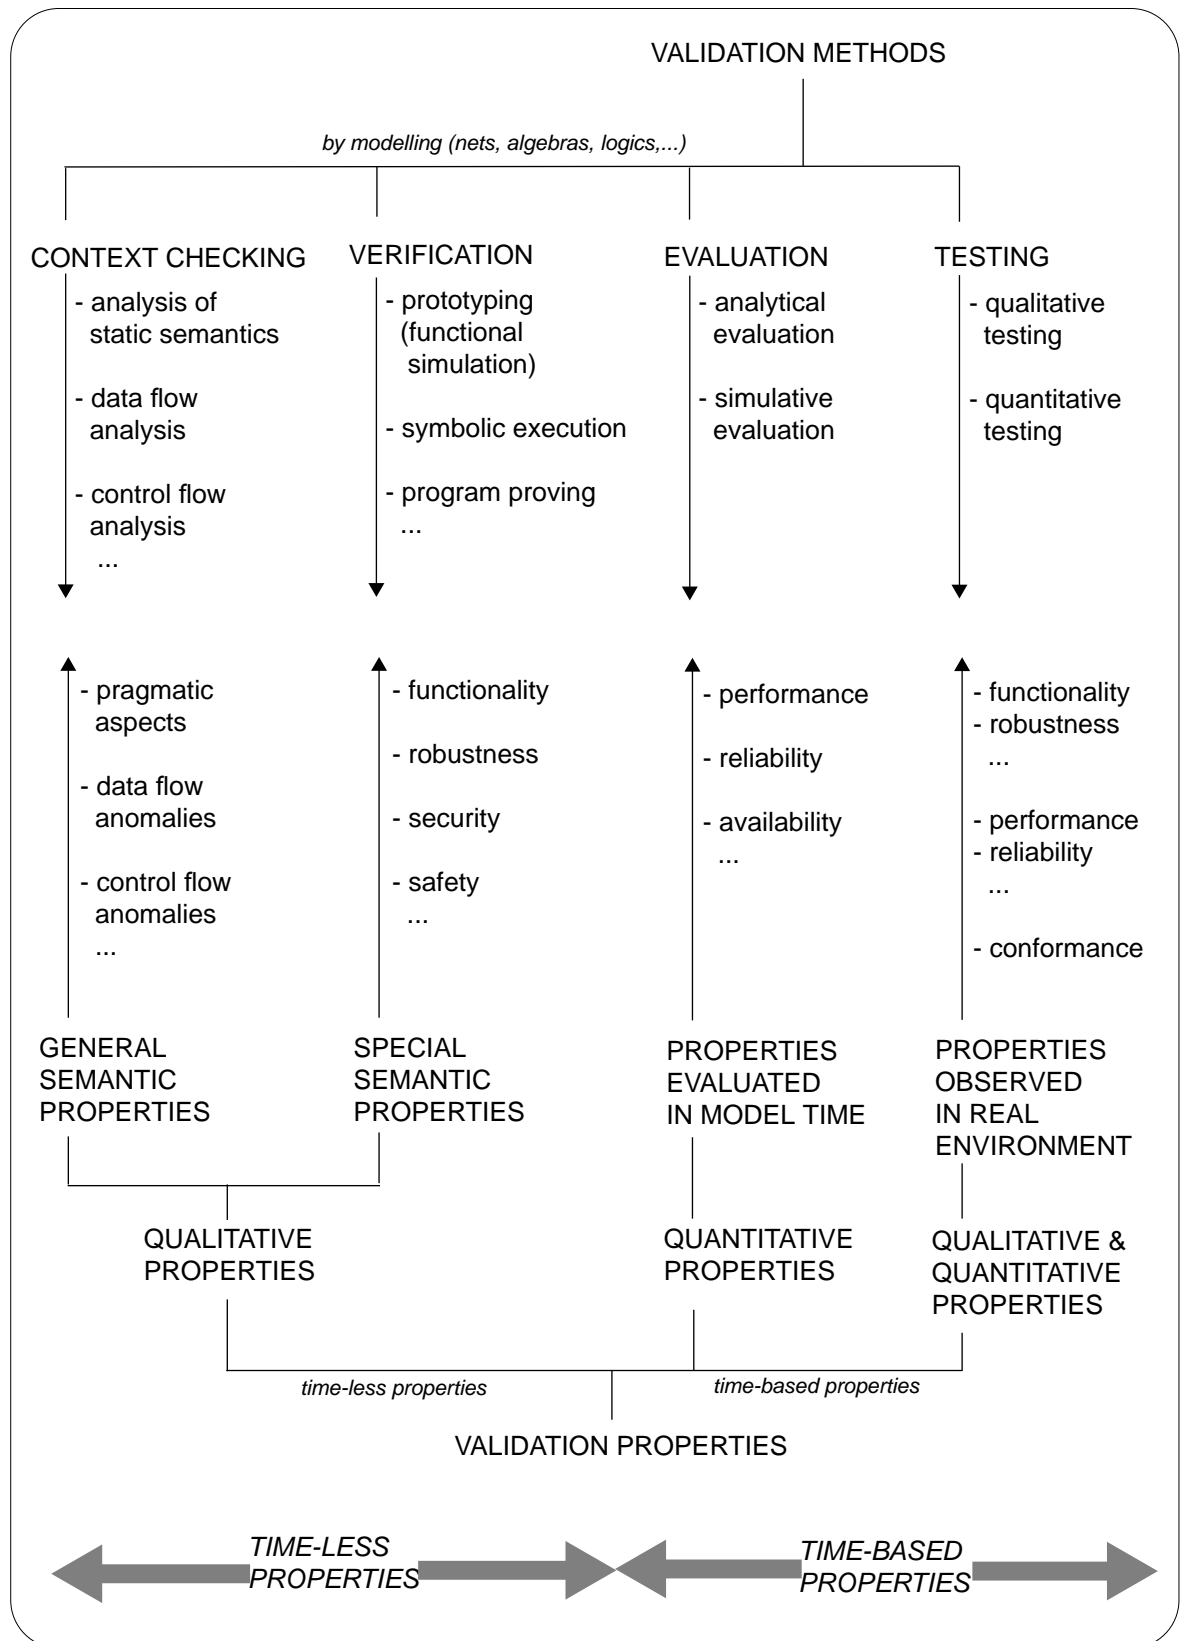 VALIDATION METHODS
by modelling (nets, algebras, logics,...)
CONTEXT CHECKING
- analysis of
static semantics
- data flow
analysis
- control flow
analysis
...
VERIFICATION
- prototyping
(functional
simulation)
- symbolic execution
- program proving
...
EVALUATION
- analytical
evaluation
- simulative
evaluation
TESTING
- qualitative
testing
- quantitative
testing
- pragmatic
aspects
- data flow
anomalies
- control flow
anomalies
...
GENERAL
SEMANTIC
PROPERTIES
- functionality
- robustness
- security
- safety
...
SPECIAL
SEMANTIC
PROPERTIES
- performance
- reliability
- availability
...
PROPERTIES
EVALUATED
IN MODEL TIME
- functionality
- robustness
...
- performance
- reliability
...
- conformance
PROPERTIES
OBSERVED
IN REAL
ENVIRONMENT
QUALITATIVE
PROPERTIES
QUANTITATIVE
PROPERTIES
QUALITATIVE &
QUANTITATIVE
PROPERTIES
time-less properties
time-based properties
VALIDATION PROPERTIES
TIME-LESS
PROPERTIES
TIME-BASED
PROPERTIES